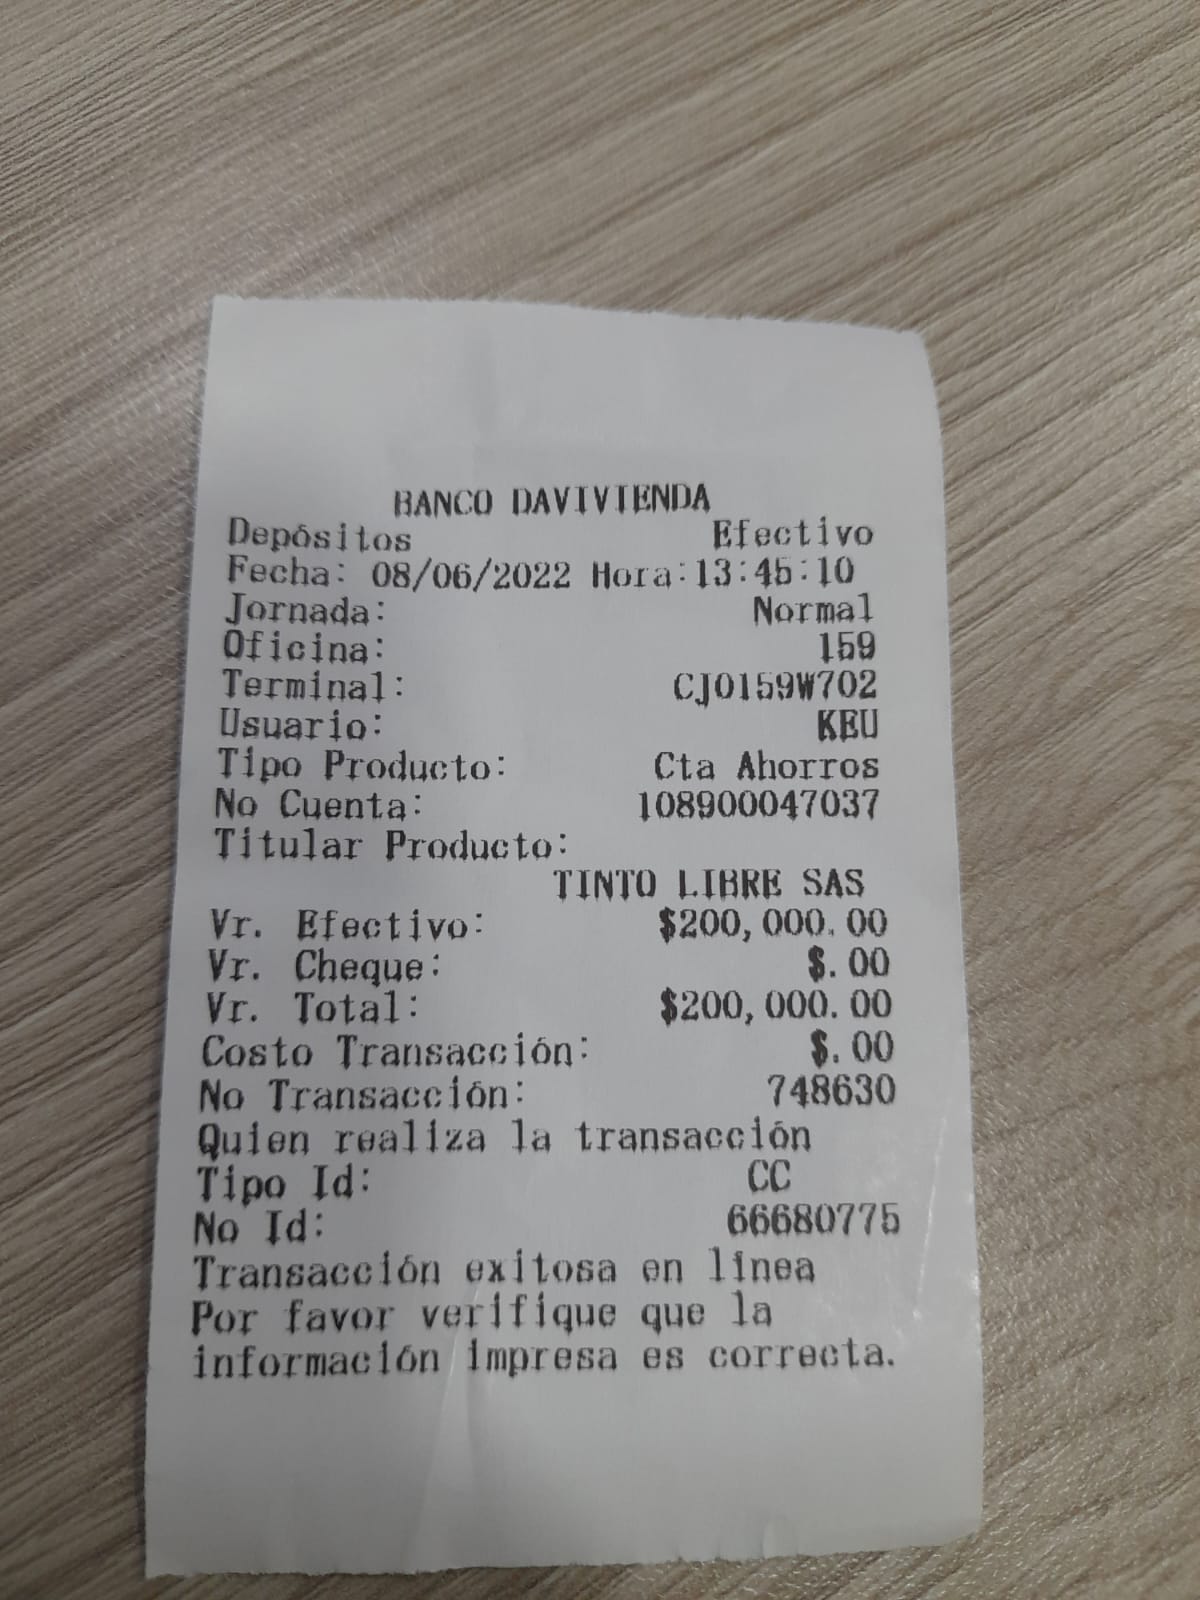 BANCO DAVIVIENDA
Depósitos Efectivo
Fecha: 08/06/2022 Hora:13:45:10
Jornada: Normal
Oficina: 159
Terminal: CJ0159W702
Usuario: KEU
Tipo Producto: Cta Ahorros
No Cuenta: 108900047037
Titular Producto:
TINTO LIBRE SAS
Vr. Efectivo: $200,000.00
Vr. Cheque: $.00
Vr. Total: $200,000.00
Costo Transacción: $.00
No Transacción: 748630
Quien realiza la transacción
Tipo Id: CC
No Id: 66680775
Transacción exitosa en línea
Por favor verifique que la
información impresa es correcta.